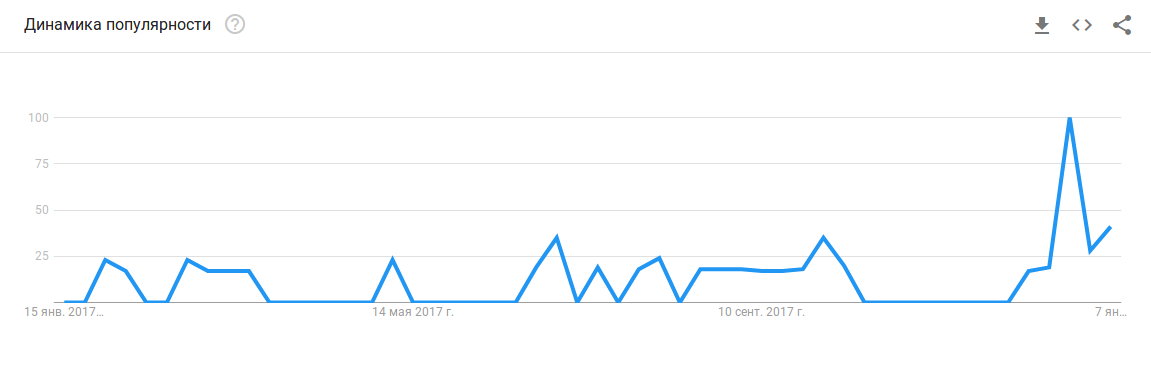 Динамика популярности
100
75
50
25
15 янв. 2017…
14 мая 2017 г.
10 сент. 2017 г.
7 ян…